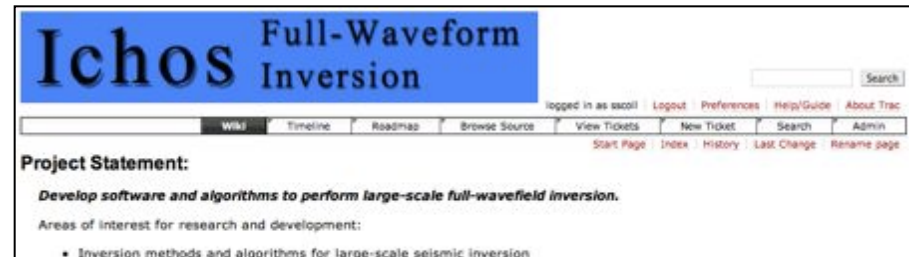 Ichos Full-Waveform
Inversion
Search
logged in as sscoll Logout Preferences Help/Guide About Trac
Wiki Timeline Roadmap Browse Source View Tickets New Ticket Search Admin
Start Page Index History Last Change Rename page
Project Statement:
Develop software and algorithms to perform large-scale full-wavefield inversion.
Areas of interest for research and development:
• Inversion methods and algorithms for large-scale seismic inversion